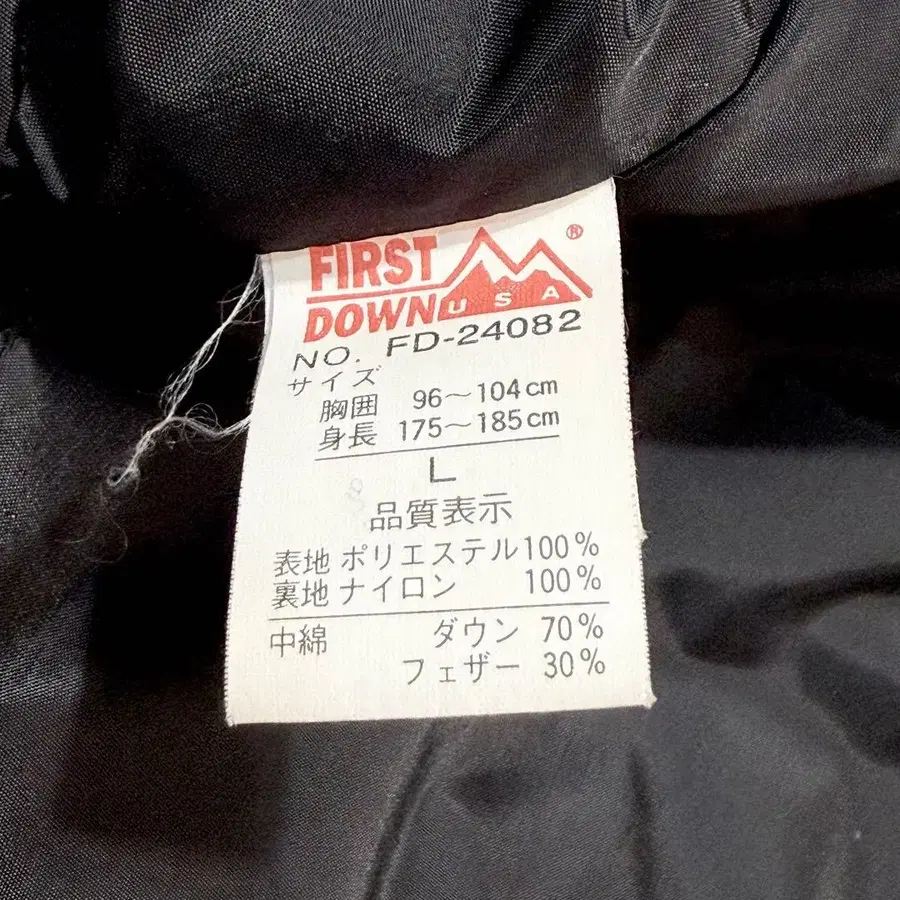 FIRST
DOWN USA ®
NO. FD-24082
サイズ
胸囲 96〜104cm
身長 175〜185cm
L
品質表示
表地 ポリエステル100%
裏地 ナイロン 100%
中綿 ダウン 70%
フェザー 30%